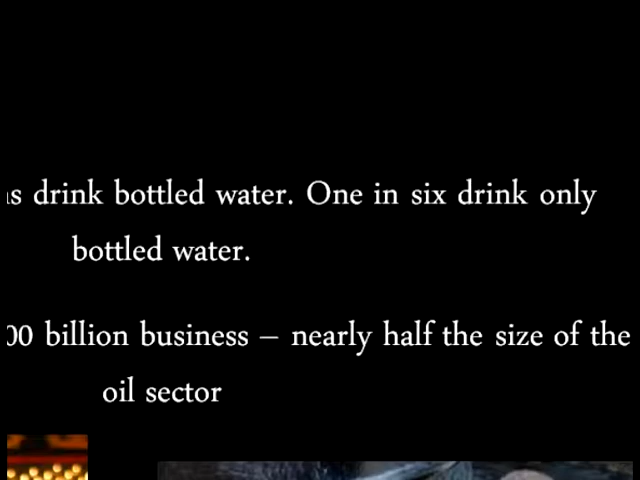 drink bottled water. One in six drink only
bottled water.
00 billion business – nearly half the size of the
oil sector